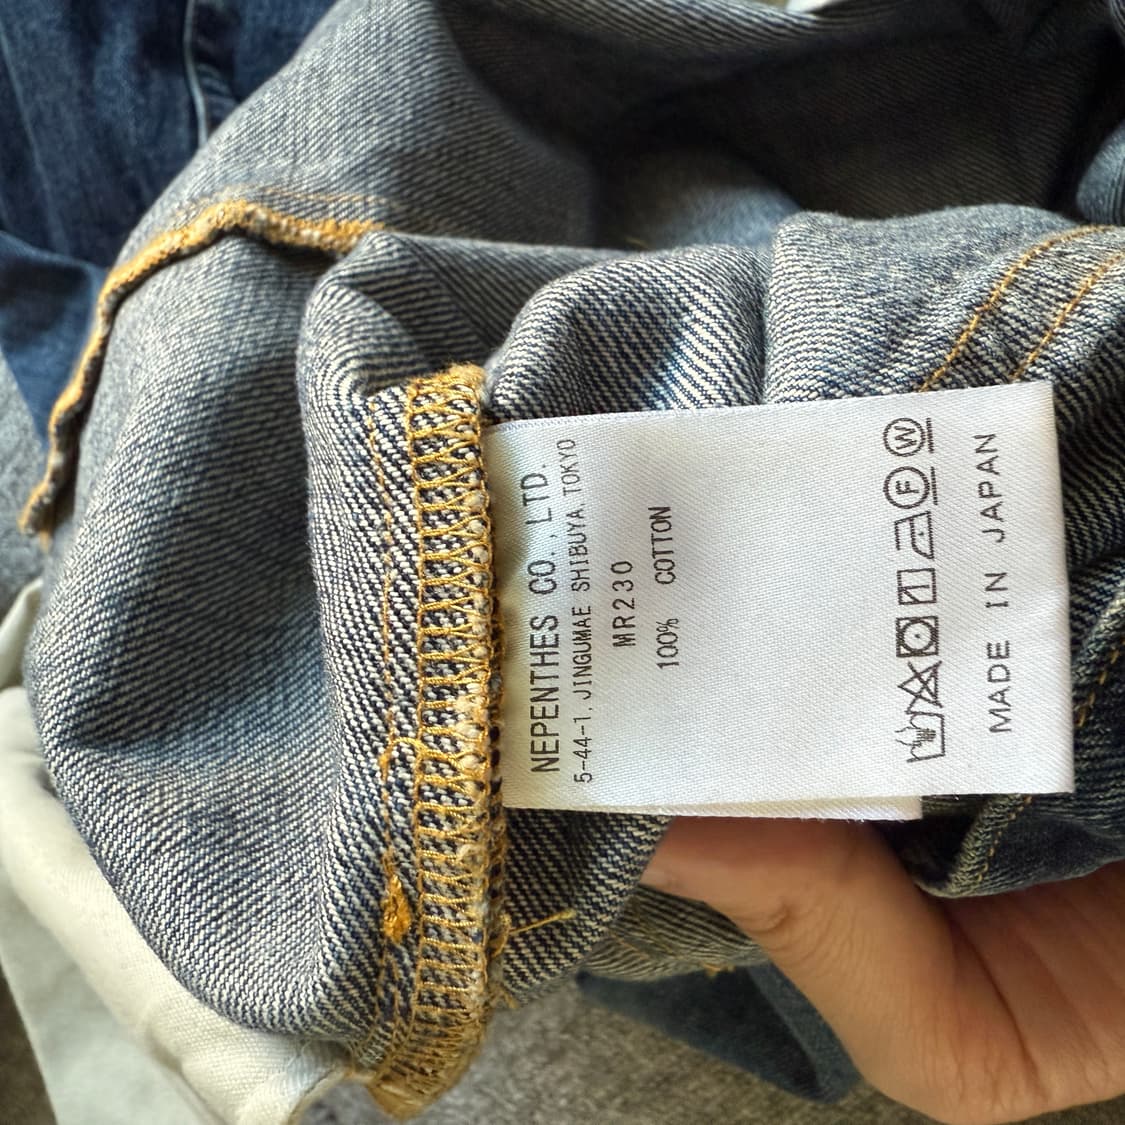 NEPENTHES CO.,LTD.
5-44-1,JINGUMAE SHIBUYA,TOKYO
MR230
100% COTTON
F W
MADE IN JAPAN